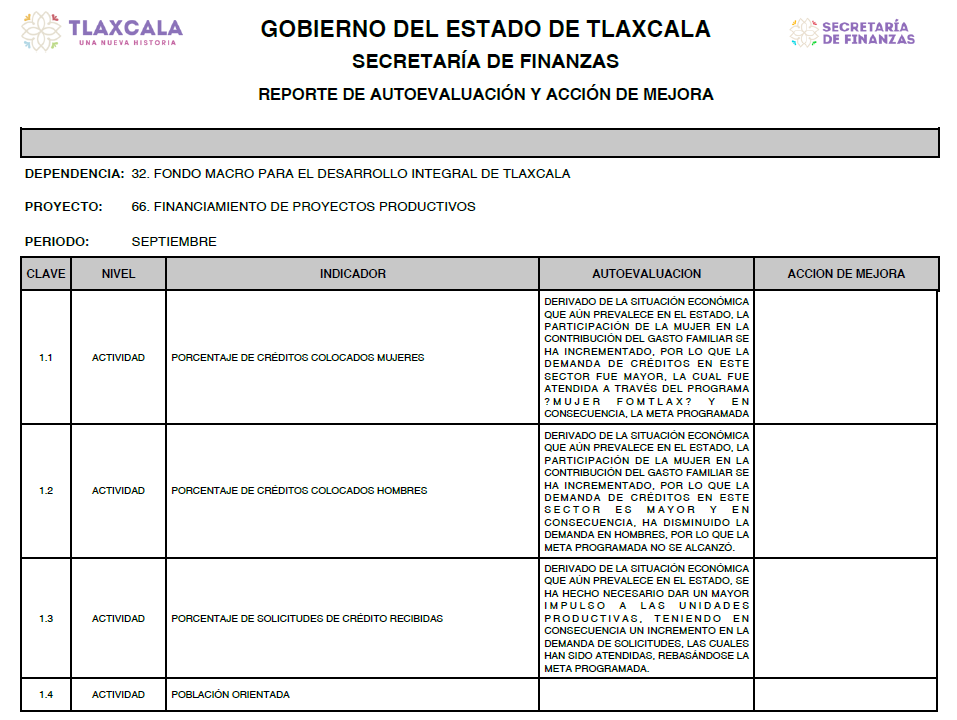 TLAXCALA
UNA NUEVA HISTORIA
GOBIERNO DEL ESTADO DE TLAXCALA
SECRETARÍA DE FINANZAS
REPORTE DE AUTOEVALUACIÓN Y ACCIÓN DE MEJORA
SECRETARÍA
DE FINANZAS
DEPENDENCIA: 32. FONDO MACRO PARA EL DESARROLLO INTEGRAL DE TLAXCALA
PROYECTO: 66. FINANCIAMIENTO DE PROYECTOS PRODUCTIVOS
PERIODO: SEPTIEMBRE
CLAVE NIVEL INDICADOR AUTOEVALUACION ACCION DE MEJORA
1.1 ACTIVIDAD PORCENTAJE DE CRÉDITOS COLOCADOS MUJERES
DERIVADO DE LA SITUACIÓN ECONÓMICA
QUE AÚN PREVALECE EN EL ESTADO, LA
PARTICIPACIÓN DE LA MUJER EN LA
CONTRIBUCIÓN DEL GASTO FAMILIAR SE
HA INCREMENTADO, POR LO QUE LA
DEMANDA DE CRÉDITOS EN ESTE
SECTOR FUE MAYOR, LA CUAL FUE
ATENDIDA A TRAVÉS DEL PROGRAMA
?MUJER FOMTLAX? Y EN
CONSECUENCIA, LA META PROGRAMADA
1.2 ACTIVIDAD PORCENTAJE DE CRÉDITOS COLOCADOS HOMBRES
DERIVADO DE LA SITUACIÓN ECONÓMICA
QUE AÚN PREVALECE EN EL ESTADO, LA
PARTICIPACIÓN DE LA MUJER EN LA
CONTRIBUCIÓN DEL GASTO FAMILIAR SE
HA INCREMENTADO, POR LO QUE LA
DEMANDA DE CRÉDITOS EN ESTE
SECTOR ES MAYOR Y EN
CONSECUENCIA, HA DISMINUIDO LA
DEMANDA EN HOMBRES, POR LO QUE LA
META PROGRAMADA NO SE ALCANZÓ.
1.3 ACTIVIDAD PORCENTAJE DE SOLICITUDES DE CRÉDITO RECIBIDAS
DERIVADO DE LA SITUACIÓN ECONÓMICA
QUE AÚN PREVALECE EN EL ESTADO, SE
HA HECHO NECESARIO DAR UN MAYOR
IMPULSO A LAS UNIDADES
PRODUCTIVAS, TENIENDO EN
CONSECUENCIA UN INCREMENTO EN LA
DEMANDA DE SOLICITUDES, LAS CUALES
HAN SIDO ATENDIDAS, REBASÁNDOSE LA
META PROGRAMADA.
1.4 ACTIVIDAD POBLACIÓN ORIENTADA